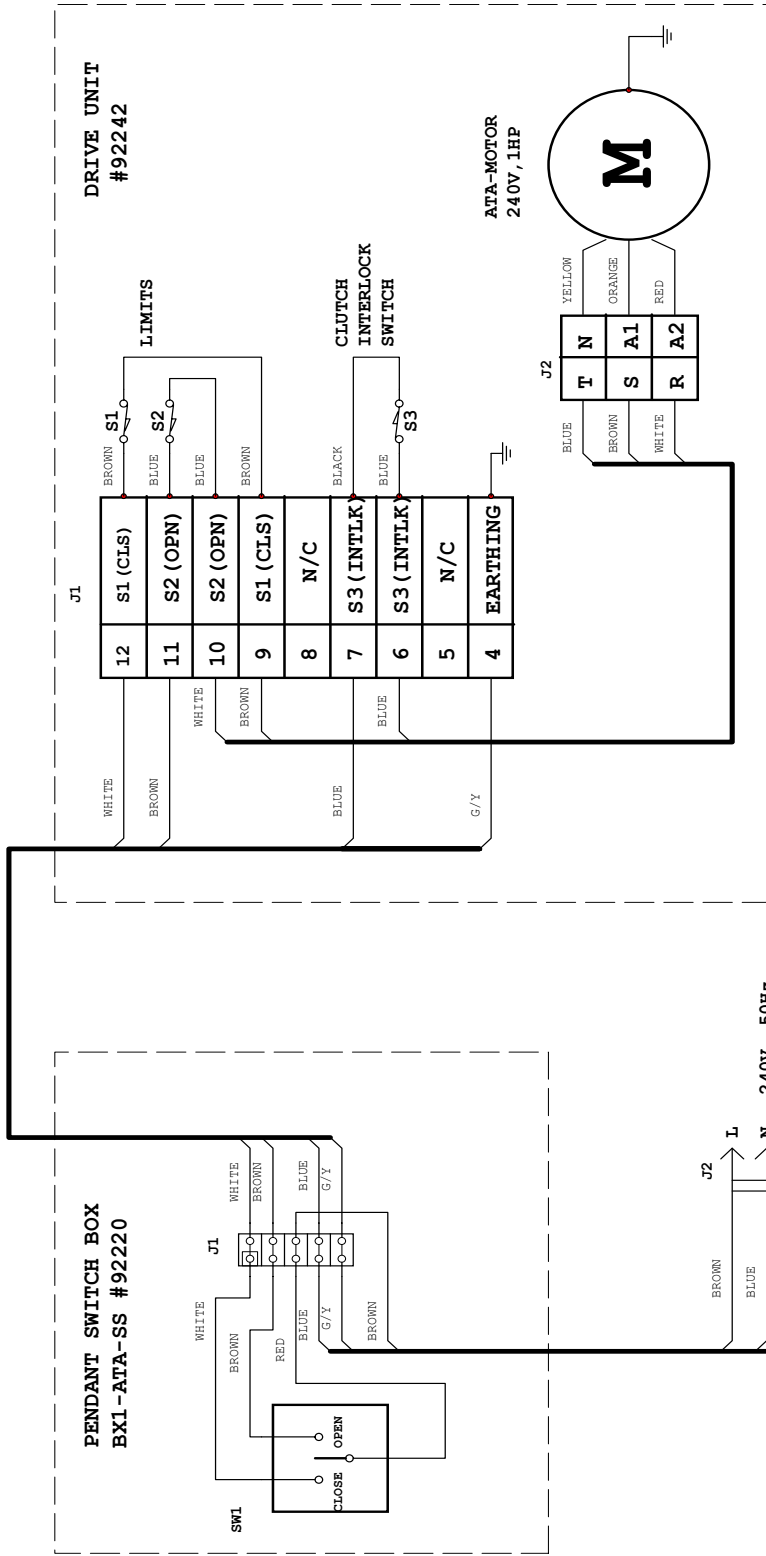 PENDANT SWITCH BOX
BX1-ATA-SS #92220
SW1
CLOSE
OPEN
WHITE
BROWN
RED
BLUE
G/Y
BROWN
J1
WHITE
BROWN
BLUE
G/Y
BROWN
BLUE
J2
L
DRIVE UNIT
#92242
WHITE
BROWN
BLUE
G/Y
WHITE
BROWN
BLUE
J1
12 S1(CLS)
11 S2(OPN)
10 S2(OPN)
9 S1(CLS)
8 N/C
7 S3(INTLK)
6 S3(INTLK)
5 N/C
4 EARTHING
BROWN
BLUE
BLUE
BROWN
BLACK
BLUE
S1
S2
S3
LIMITS
CLUTCH
INTERLOCK
SWITCH
BLUE
BROWN
WHITE
J2
T N
S A1
R A2
YELLOW
ORANGE
RED
ATA-MOTOR
240V,1HP
M